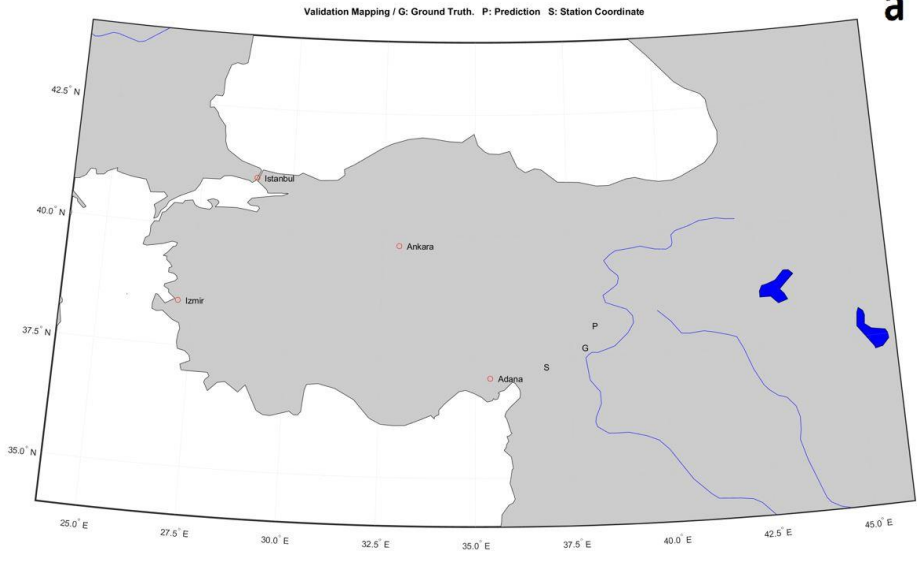 Validation Mapping / G: Ground Truth. P: Prediction S: Station Coordinate
a
42.5° N
Istanbul
40.0° N
Ankara
Izmir
37.5° N
P
G
S
Adana
35.0° N
25.0° E
27.5° E
30.0° E
32.5° E
35.0° E
37.5° E
40.0° E
42.5° E
45.0° E